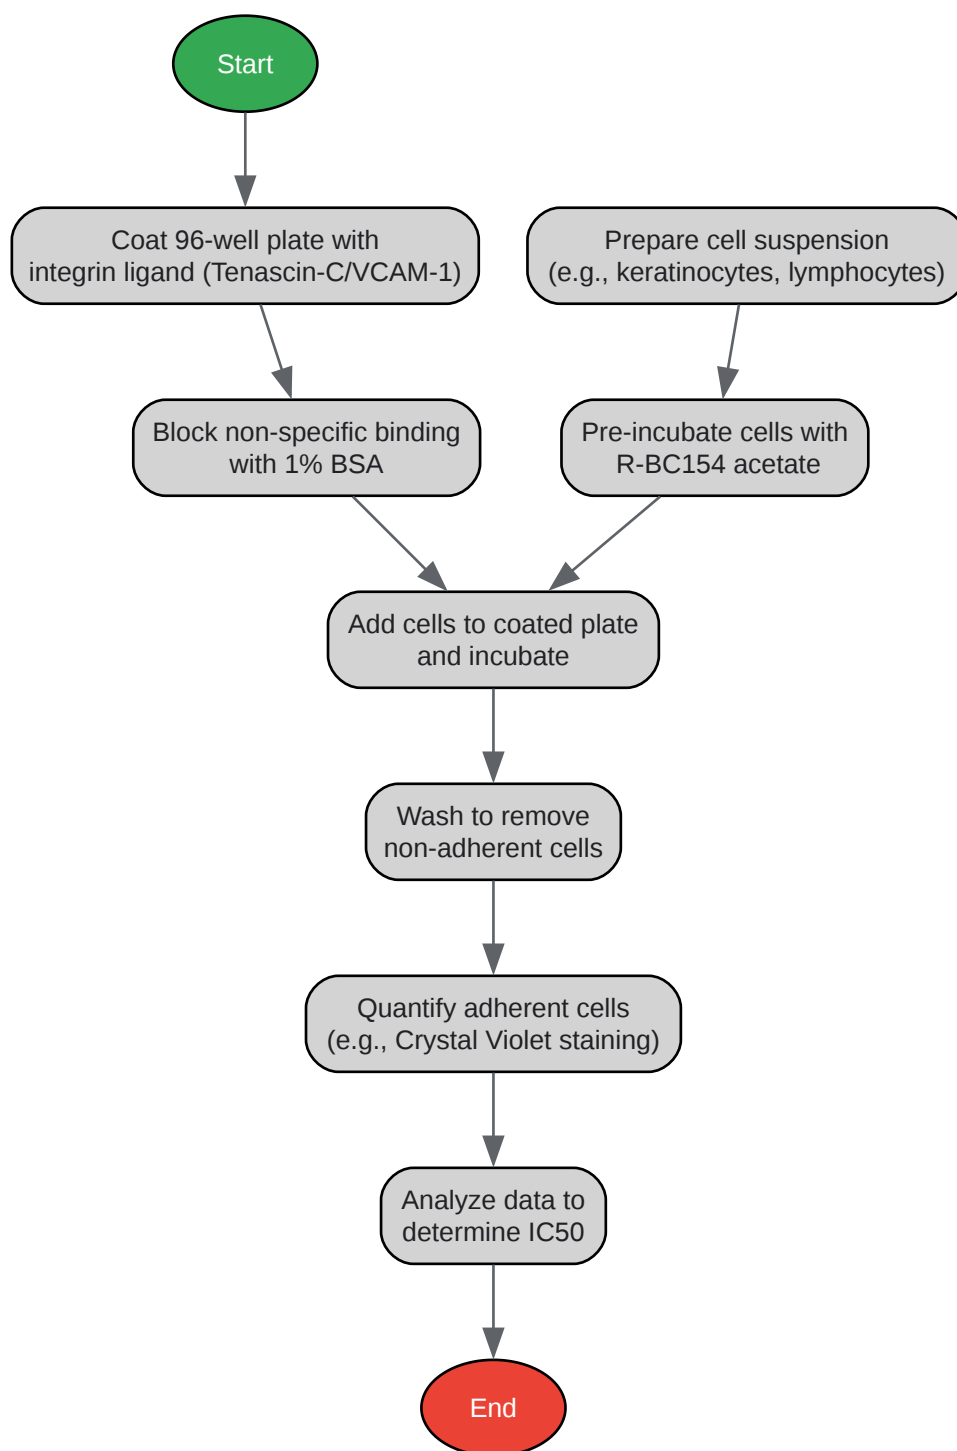 Start
Coat 96-well plate with
integrin ligand (Tenascin-C/VCAM-1)
Prepare cell suspension
(e.g., keratinocytes, lymphocytes)
Block non-specific binding
with 1% BSA
Pre-incubate cells with
R-BC154 acetate
Add cells to coated plate
and incubate
Wash to remove
non-adherent cells
Quantify adherent cells
(e.g., Crystal Violet staining)
Analyze data to
determine IC50
End